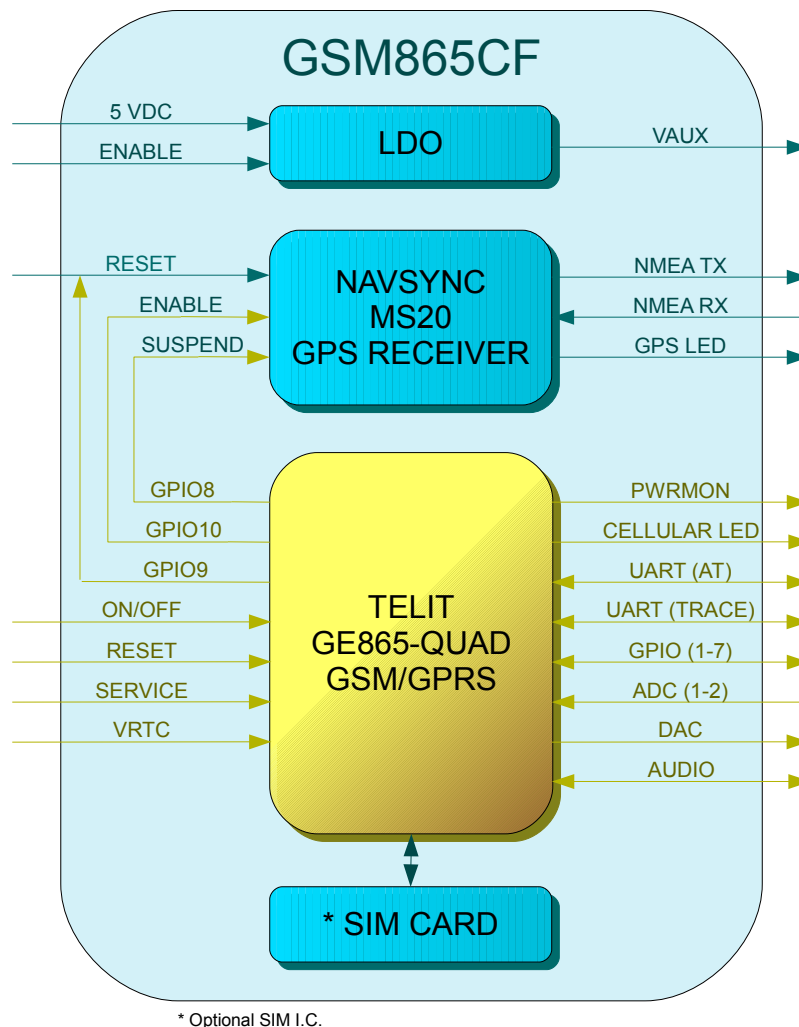 GSM865CF
5 VDC
ENABLE
LDO
VAUX
RESET
ENABLE
SUSPEND
NAVSYNC
MS20
GPS RECEIVER
NMEA TX
NMEA RX
GPS LED
GPIO8
GPIO10
GPIO9
ON/OFF
RESET
SERVICE
VRTC
TELIT
GE865-QUAD
GSM/GPRS
PWRMON
CELLULAR LED
UART (AT)
UART (TRACE)
GPIO (1-7)
ADC (1-2)
DAC
AUDIO
* SIM CARD
* Optional SIM I.C.